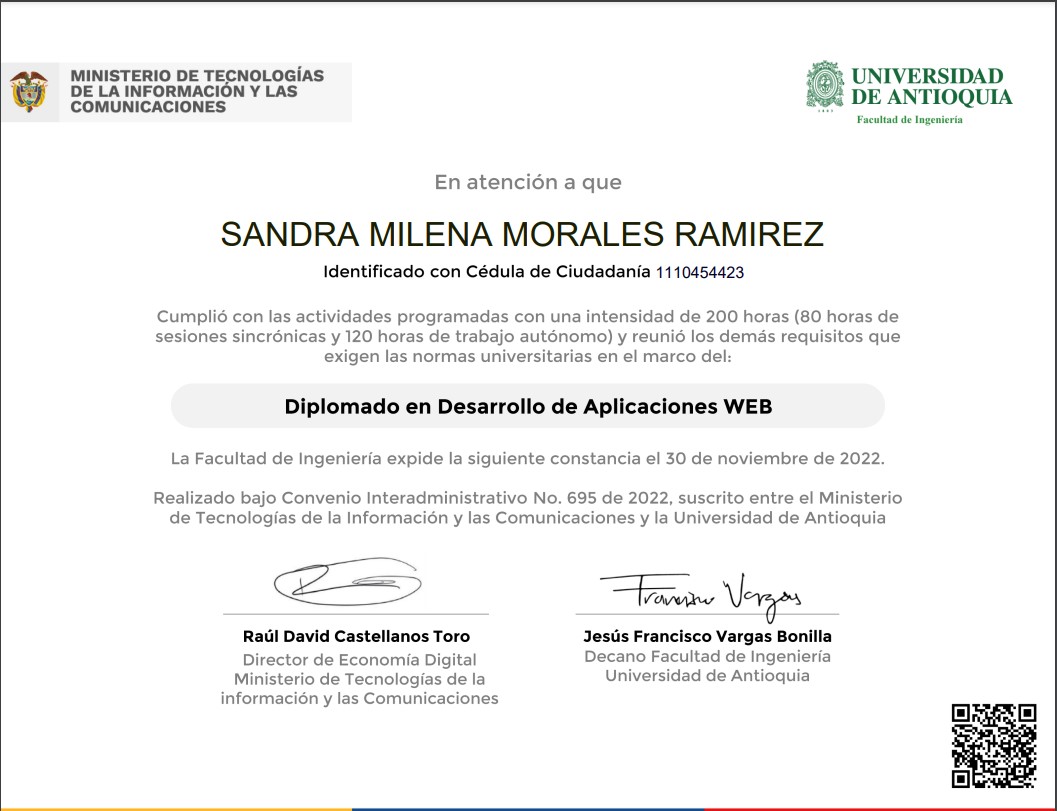 MINISTERIO DE TECNOLOGÍAS
DE LA INFORMACIÓN Y LAS
COMUNICACIONES
UNIVERSIDAD
DE ANTIOQUIA
Facultad de Ingeniería
En atención a que
SANDRA MILENA MORALES RAMIREZ
Identificado con Cédula de Ciudadanía 1110454423
Cumplió con las actividades programadas con una intensidad de 200 horas (80 horas de
sesiones sincrónicas y 120 horas de trabajo autónomo) y reunió los demás requisitos que
exigen las normas universitarias en el marco del:
Diplomado en Desarrollo de Aplicaciones WEB
La Facultad de Ingeniería expide la siguiente constancia el 30 de noviembre de 2022.
Realizado bajo Convenio Interadministrativo No. 695 de 2022, suscrito entre el Ministerio
de Tecnologías de la Información y las Comunicaciones y la Universidad de Antioquia
Francisco Vargas
Raúl David Castellanos Toro
Director de Economía Digital
Ministerio de Tecnologías de la
información y las Comunicaciones
Jesús Francisco Vargas Bonilla
Decano Facultad de Ingeniería
Universidad de Antioquia